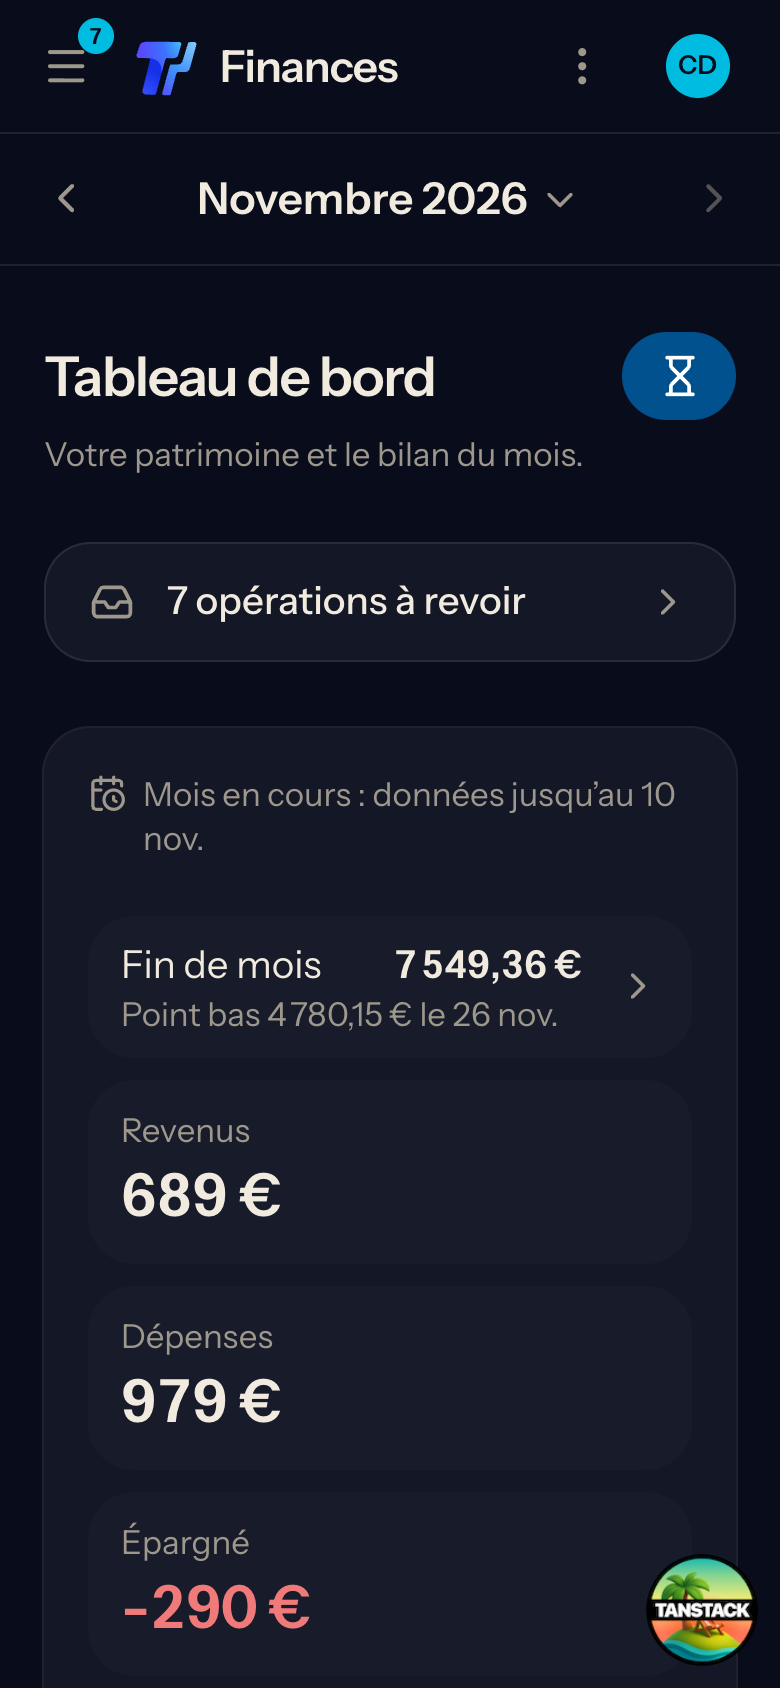 7
Finances
CD
Novembre 2026
Tableau de bord
Votre patrimoine et le bilan du mois.
7 opérations à revoir
Mois en cours : données jusqu’au 10
nov.
Fin de mois 7 549,36 €
Point bas 4 780,15 € le 26 nov.
Revenus
689 €
Dépenses
979 €
Épargné
-290 €
TANSTACK